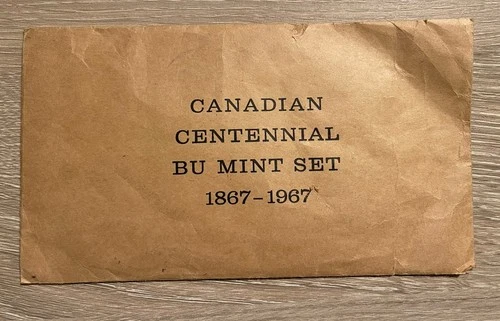 CANADIAN
CENTENNIAL
BU MINT SET
1867-1967